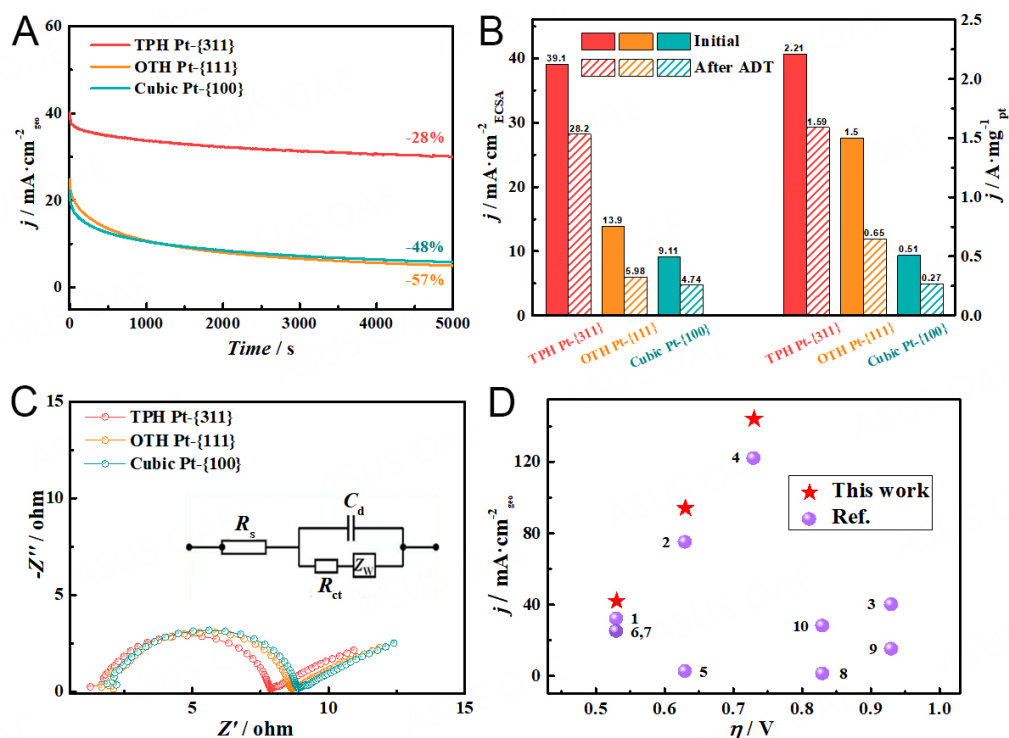 A
60
40
20
0
j / mA·cm⁻²geo
TPH Pt-{311}
OTH Pt-{111}
Cubic Pt-{100}
-28%
-48%
-57%
0 1000 2000 3000 4000 5000
Time / s
B
40
30
20
10
0
j / mA·cm⁻²ECSA
Initial
After ADT
39.1
28.2
13.9
5.98
9.11
4.74
2.21
1.59
1.5
0.65
0.51
0.27
2.5
2.0
1.5
1.0
0.5
0.0
j / A·mg⁻¹pt
TPH Pt-{311}
OTH Pt-{111}
Cubic Pt-{100}
TPH Pt-{311}
OTH Pt-{111}
Cubic Pt-{100}
C
15
10
5
0
-Z'' / ohm
TPH Pt-{311}
OTH Pt-{111}
Cubic Pt-{100}
Cd
Rs
ZW
Rct
0 5 10 15
Z' / ohm
D
120
80
40
0
j / mA·cm⁻²geo
4
This work
Ref.
2
3
1
10
6,7
9
5
8
0.5 0.6 0.7 0.8 0.9 1.0
η / V